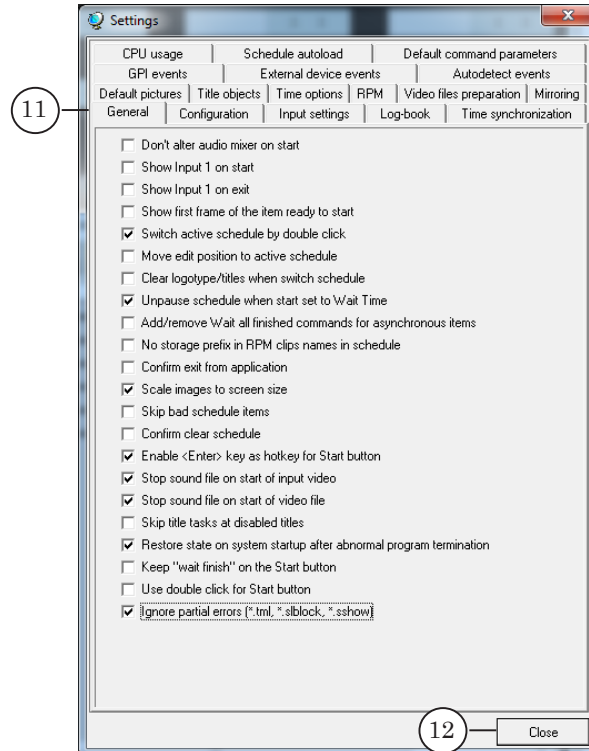 Settings
CPU usage Schedule autoload Default command parameters
GPI events External device events Autodetect events
Default pictures Title objects Time options RPM Video files preparation Mirroring
11 General Configuration Input settings Log-book Time synchronization
Don't alter audio mixer on start
Show Input 1 on start
Show Input 1 on exit
Show first frame of the item ready to start
Switch active schedule by double click
Move edit position to active schedule
Clear logotype/titles when switch schedule
Unpause schedule when start set to Wait Time
Add/remove Wait all finished commands for asynchronous items
No storage prefix in RPM clips names in schedule
Confirm exit from application
Scale images to screen size
Skip bad schedule items
Confirm clear schedule
Enable <Enter> key as hotkey for Start button
Stop sound file on start of input video
Stop sound file on start of video file
Skip title tasks at disabled titles
Restore state on system startup after abnormal program termination
Keep "wait finish" on the Start button
Use double click for Start button
Ignore partial errors (*.tml, *.slblock, *.sshow)
12 Close